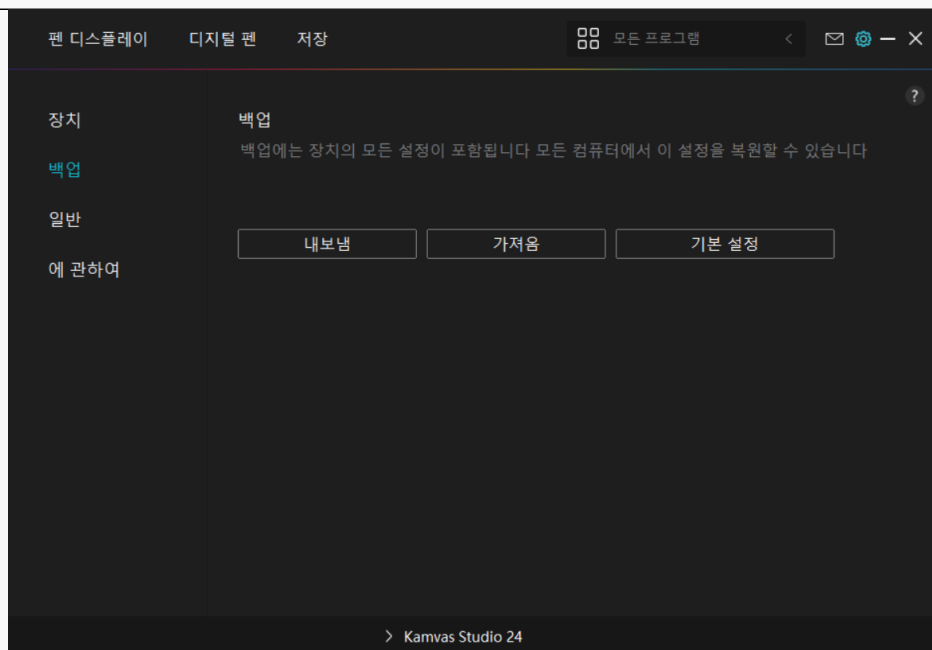 펜 디스플레이 디지털 펜 저장 모든 프로그램
?
장치
백업
일반
에 관하여
백업
백업에는 장치의 모든 설정이 포함됩니다 모든 컴퓨터에서 이 설정을 복원할 수 있습니다
내보냄 가져옴 기본 설정
Kamvas Studio 24